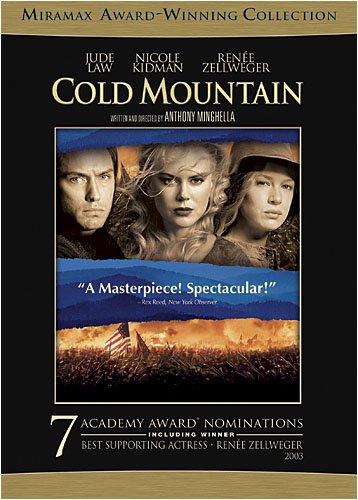 MIRAMAX AWARD-WINNING COLLECTION
JUDE LAW NICOLE KIDMAN RENÉE ZELLWEGER
COLD MOUNTAIN
WRITTEN AND DIRECTED BY ANTHONY MINGHELLA
"A Masterpiece! Spectacular!"
– REX REED, NEW YORK OBSERVER
7 ACADEMY AWARD® NOMINATIONS
INCLUDING WINNER
BEST SUPPORTING ACTRESS · RENÉE ZELLWEGER
2003